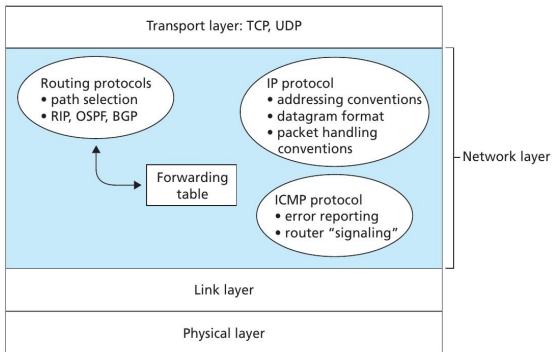 Transport layer: TCP, UDP
Routing protocols
• path selection
• RIP, OSPF, BGP
Forwarding
table
IP protocol
• addressing conventions
• datagram format
• packet handling
conventions
ICMP protocol
• error reporting
• router “signaling”
Network layer
Link layer
Physical layer